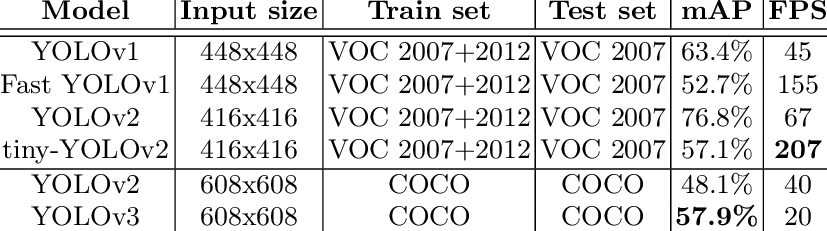 Model Input size Train set Test set mAP FPS
YOLOv1 448x448 VOC 2007+2012 VOC 2007 63.4% 45
Fast YOLOv1 448x448 VOC 2007+2012 VOC 2007 52.7% 155
YOLOv2 416x416 VOC 2007+2012 VOC 2007 76.8% 67
tiny-YOLOv2 416x416 VOC 2007+2012 VOC 2007 57.1% 207
YOLOv2 608x608 COCO COCO 48.1% 40
YOLOv3 608x608 COCO COCO 57.9% 20